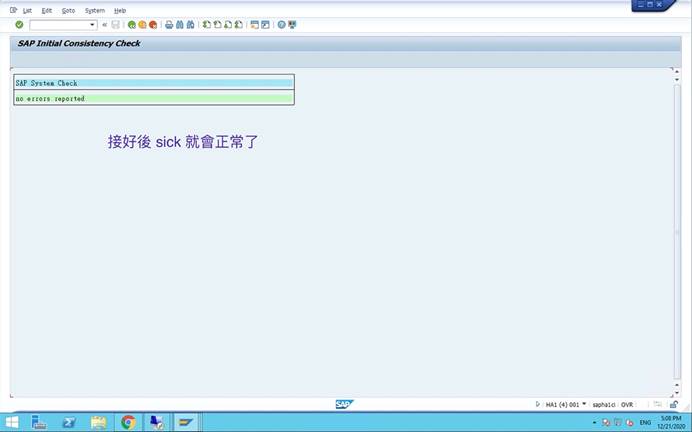 List Edit Goto System Help
SAP Initial Consistency Check
SAP System Check
no errors reported
接好後 sick 就會正常了
SAP
HA1 (4) 001 sapha1ci OVR
ENG
5:08 PM
12/21/2020